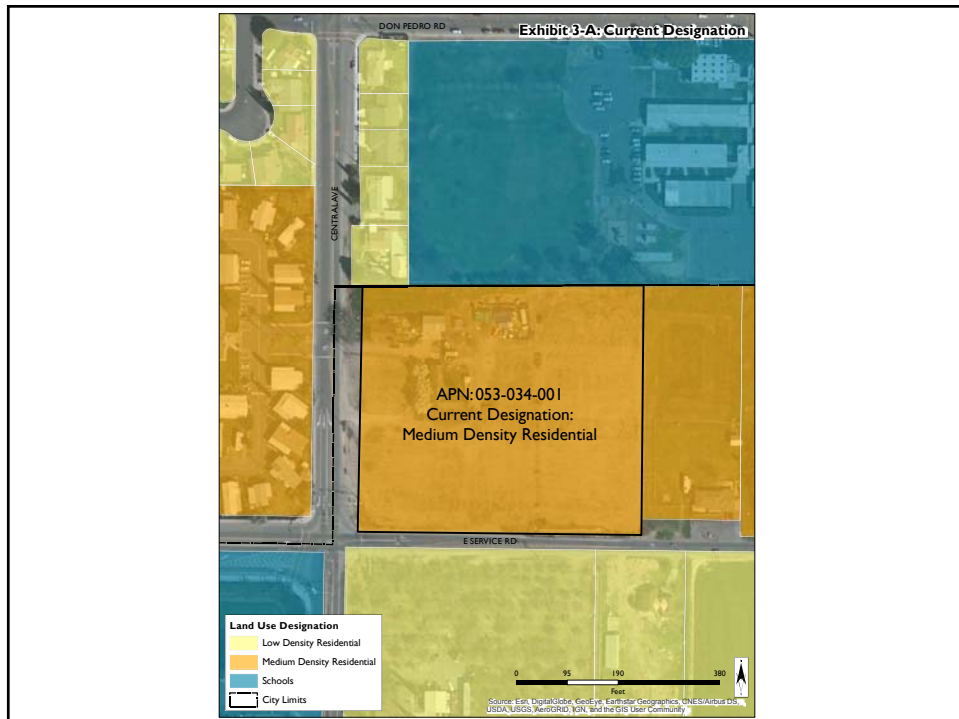 DON PEDRO RD
Exhibit 3-A: Current Designation
CENTRAL AVE
APN: 053-034-001
Current Designation:
Medium Density Residential
E SERVICE RD
Land Use Designation
Low Density Residential
Medium Density Residential
Schools
City Limits
0 95 190 380
Feet
Source: Esri, DigitalGlobe, GeoEye, Earthstar Geographics, CNES/Airbus DS,
USDA, USGS, AeroGRID, IGN, and the GIS User Community